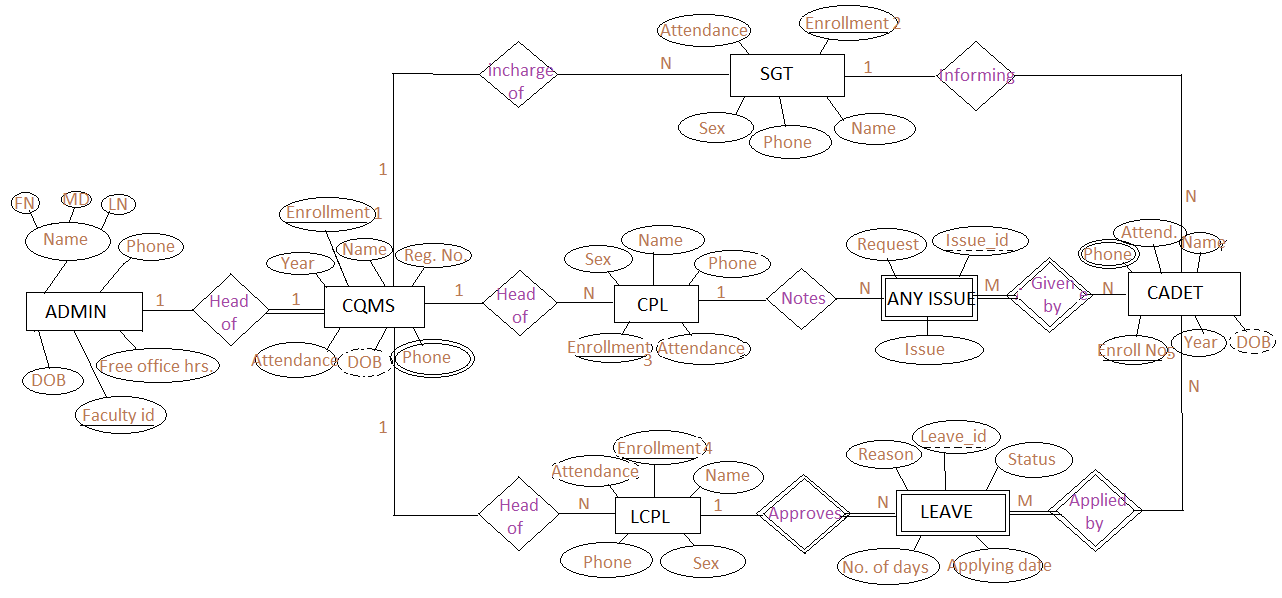 Attendance
Enrollment 2
Incharge
of
N
SGT
1
Informing
Sex
Phone
Name
1
N
FN
MD
LN
Name
Phone
Enrollment 1
Year
Name
Reg. No.
Sex
Name
Phone
Request
Issue_id
Phone
Attend.
Name
ADMIN
1
Head
of
1
CQMS
1
Head
of
N
CPL
1
Notes
N
ANY ISSUE
M
Given
by
N
CADET
DOB
Free office hrs.
Faculty id
Attendance
DOB
Phone
Enrollment
3
Attendance
Issue
Enroll No5
Year
DOB
1
N
Attendance
Enrollment 4
Name
Reason
Leave_id
Status
Head
of
N
LCPL
1
Approves
N
LEAVE
M
Applied
by
Phone
Sex
No. of days
Applying date